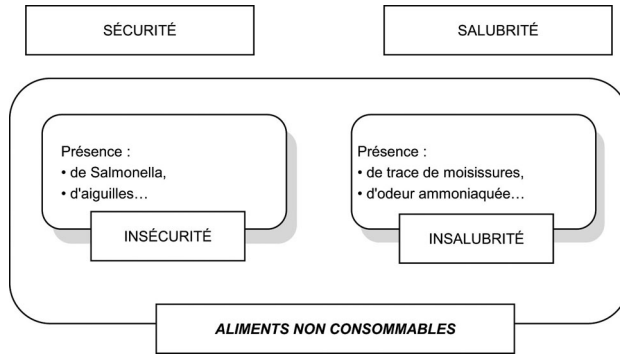 SÉCURITÉ
SALUBRITÉ
Présence :
• de Salmonella,
• d'aiguilles…
INSÉCURITÉ
Présence :
• de trace de moisissures,
• d'odeur ammoniaquée…
INSALUBRITÉ
ALIMENTS NON CONSOMMABLES